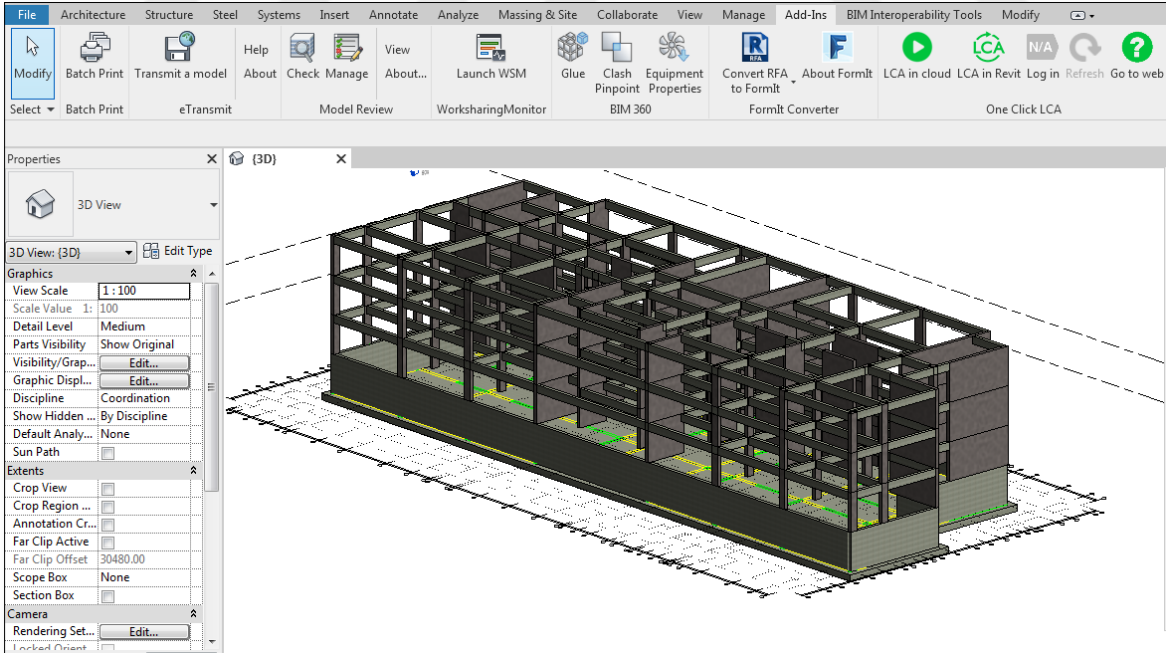 File Architecture Structure Steel Systems Insert Annotate Analyze Massing & Site Collaborate View Manage Add-Ins BIM Interoperability Tools Modify
Modify Batch Print Transmit a model Help About Check Manage View About... Launch WSM Glue Clash Pinpoint Equipment Properties Convert RFA to FormIt About FormIt LCA in cloud LCA in Revit Log in Refresh Go to web
RFA LCA N/A
Select Batch Print eTransmit Model Review WorksharingMonitor BIM 360 FormIt Converter One Click LCA
Properties
{3D}
3D View
3D View: {3D} Edit Type
Graphics
View Scale 1 : 100
Scale Value 1: 100
Detail Level Medium
Parts Visibility Show Original
Visibility/Grap... Edit...
Graphic Displ... Edit...
Discipline Coordination
Show Hidden ... By Discipline
Default Analy... None
Sun Path
Extents
Crop View
Crop Region ...
Annotation Cr...
Far Clip Active
Far Clip Offset 30480.00
Scope Box None
Section Box
Camera
Rendering Set... Edit...
Locked Orient...